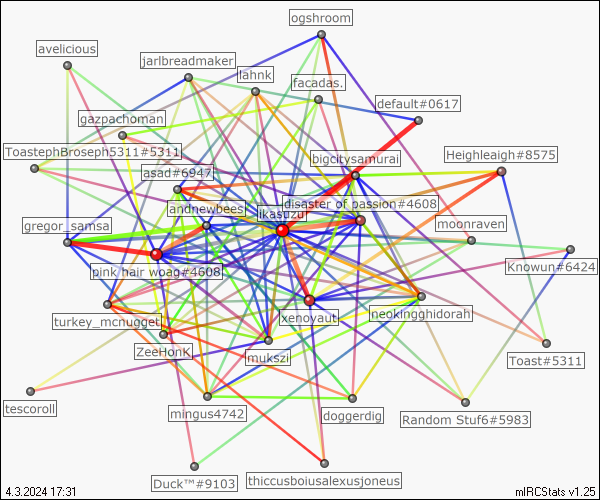 ogshroom
avelicious
jarlbreadmaker
lahnk
facadas.
default#0617
gazpachoman
ToastephBroseph5311#5311
bigcitysamurai
Heighleaigh#8575
asad#6947
disaster of passion#4608
andnewbees
likasuzu
gregor_samsa
moonraven
pink hair woag#4608
Knowun#6424
xenovaut
neokingghidorah
turkey_mcnugget
ZeeHonK
mukszi
Toast#5311
tescoroll
mingus4742
doggerdig
Random Stuf6#5983
Duck™#9103
thiccusboiusalexusjoneus
4.3.2024 17:31
mIRCStats v1.25